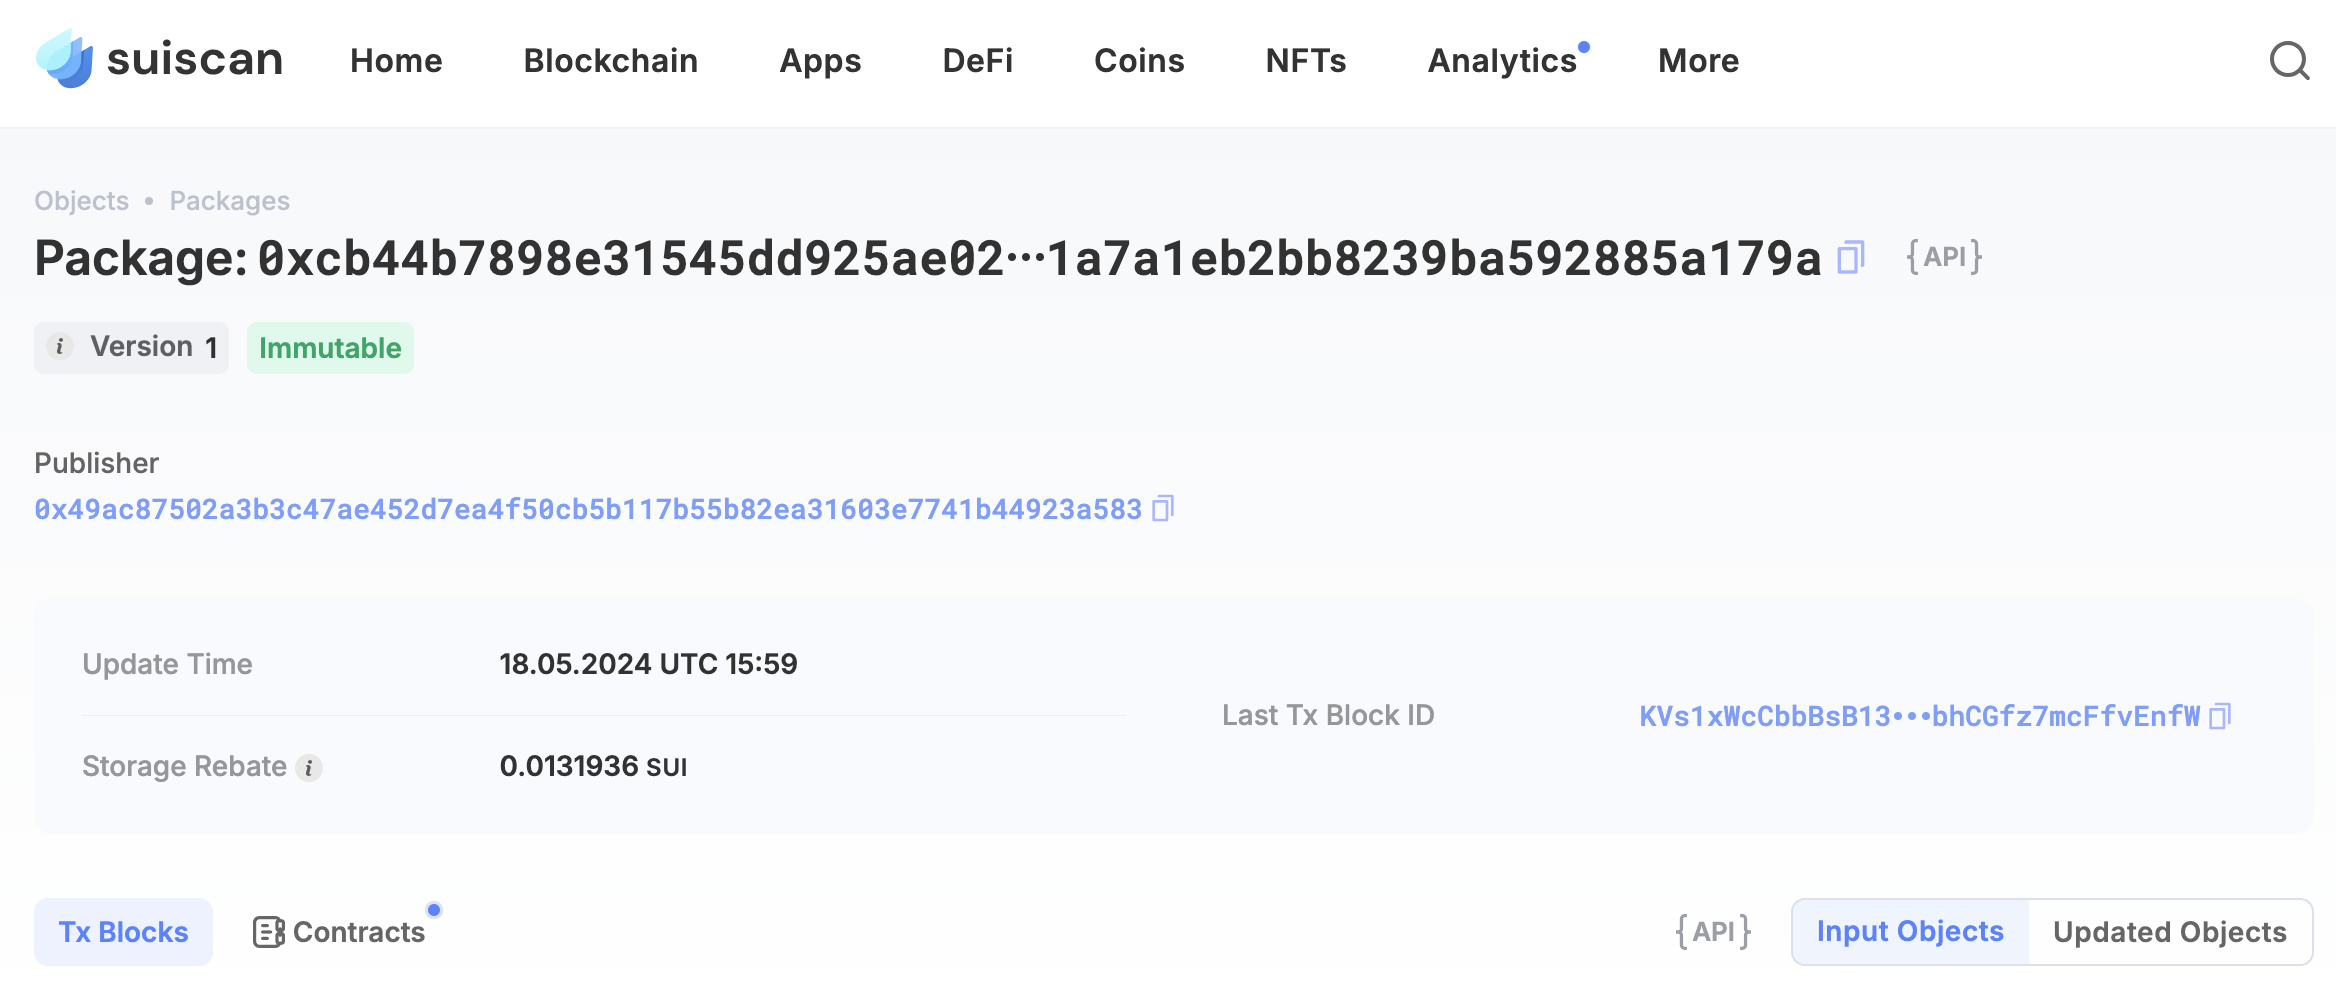 suiscan Home Blockchain Apps DeFi Coins NFTs Analytics More
Objects • Packages
Package: 0xcb44b7898e31545dd925ae02···1a7a1eb2bb8239ba592885a179a {API}
i Version 1 Immutable
Publisher
0x49ac87502a3b3c47ae452d7ea4f50cb5b117b55b82ea31603e7741b44923a583
Update Time 18.05.2024 UTC 15:59
Last Tx Block ID KVs1xWcCbbBsB13•••bhCGfz7mcFfvEnfW
Storage Rebate i 0.0131936 SUI
Tx Blocks Contracts {API} Input Objects Updated Objects